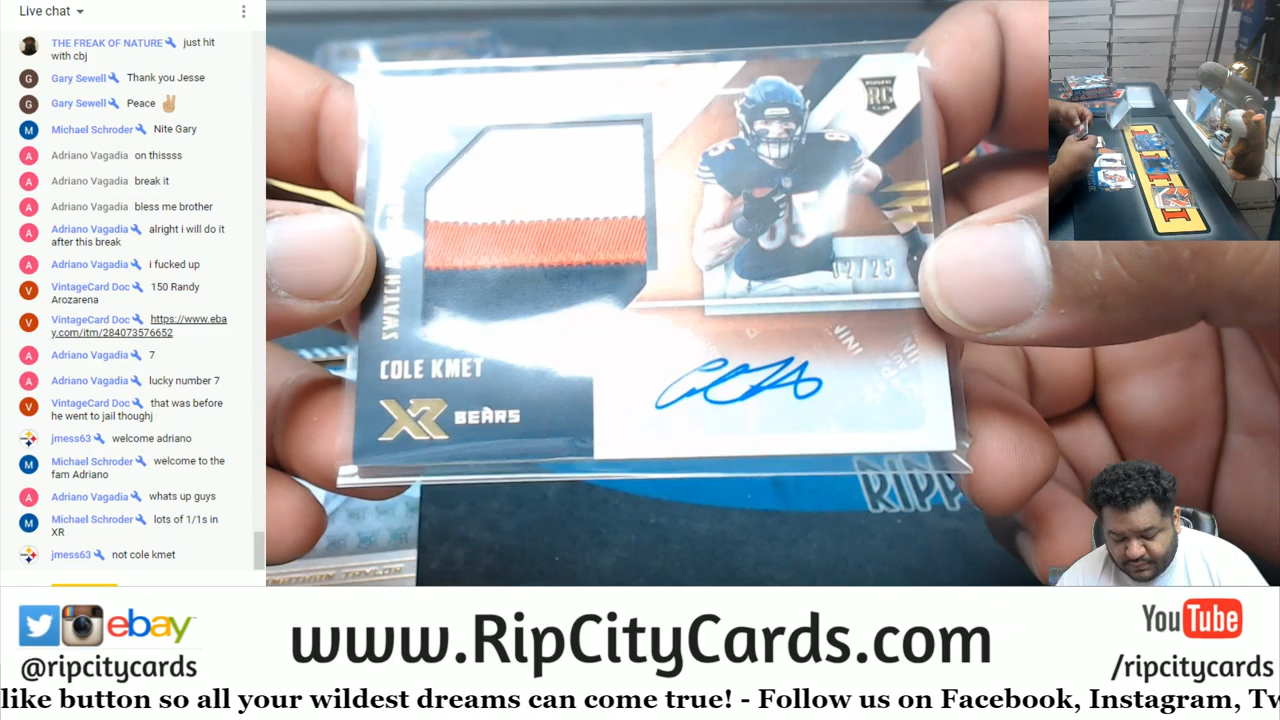 Live chat
THE FREAK OF NATURE just hit
with cbj
Gary Sewell Thank you Jesse
Gary Sewell Peace
Michael Schroder Nite Gary
Adriano Vagadia on thissss
Adriano Vagadia break it
Adriano Vagadia bless me brother
Adriano Vagadia alright i will do it
after this break
Adriano Vagadia i fucked up
VintageCard Doc 150 Randy
Arozarena
VintageCard Doc https://www.eba
y.com/itm/284073576652
Adriano Vagadia 7
Adriano Vagadia lucky number 7
VintageCard Doc that was before
he went to jail thoughj
jmess63 welcome adriano
Michael Schroder welcome to the
fam Adriano
Adriano Vagadia whats up guys
Michael Schroder lots of 1/1s in
XR
jmess63 not cole kmet
RC
85
02/25
SWATCH
COLE KMET
XR BEARS
RIPP
ebay
@ripcitycards
www.RipCityCards.com
YouTube
/ripcitycards
like button so all your wildest dreams can come true! - Follow us on Facebook, Instagram, Tw